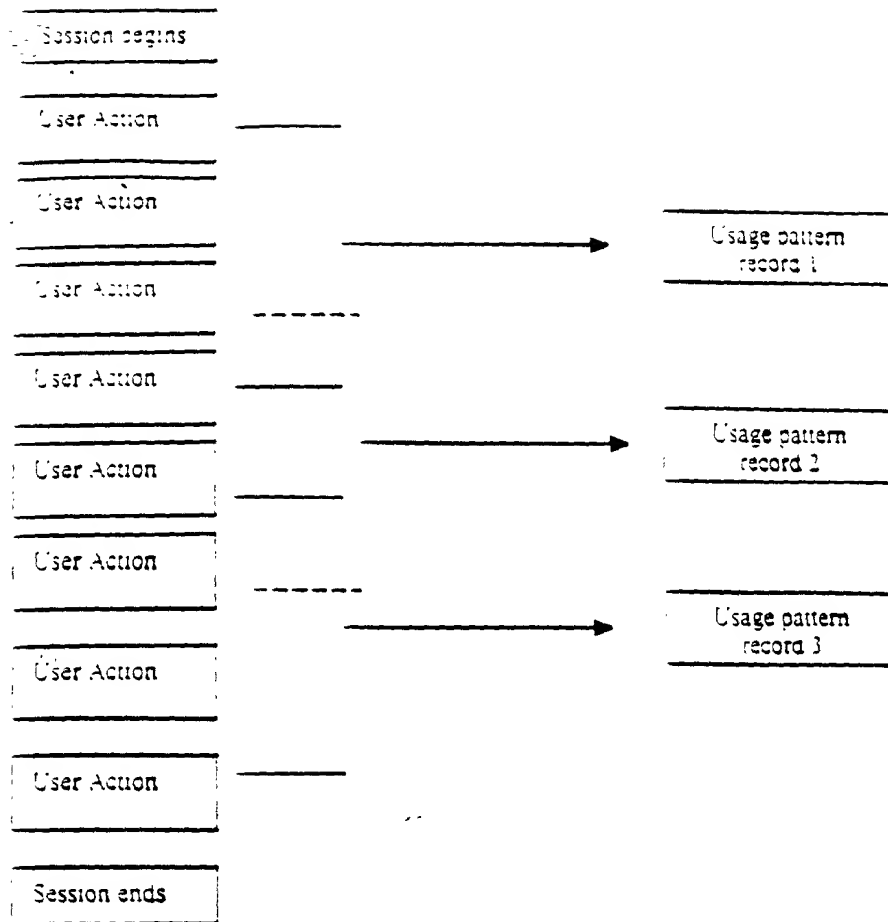 Session begins
User Action
User Action
User Action
User Action
User Action
User Action
User Action
User Action
Session ends
Usage pattern
record 1
Usage pattern
record 2
Usage pattern
record 3